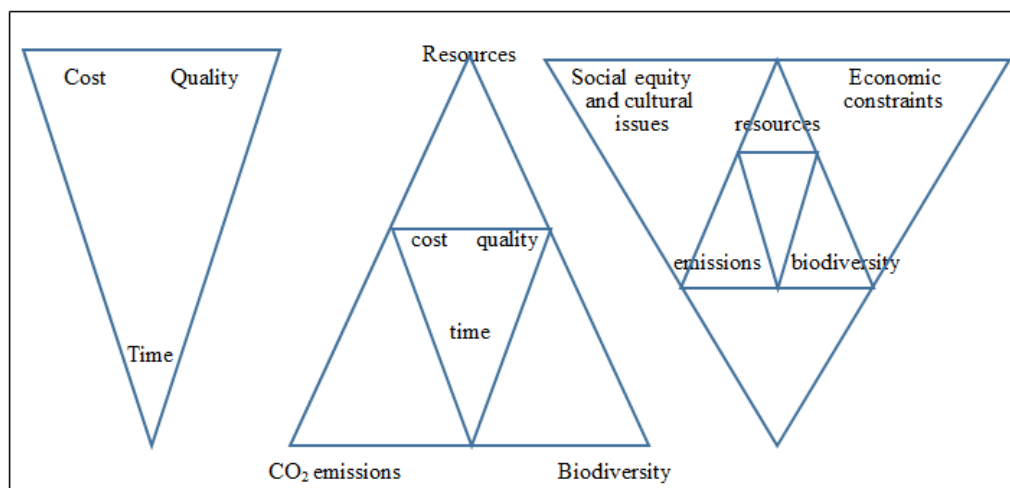 Cost Quality
Time
Resources
cost quality
time
CO₂ emissions Biodiversity
Social equity
and cultural
issues
Economic
constraints
resources
emissions biodiversity